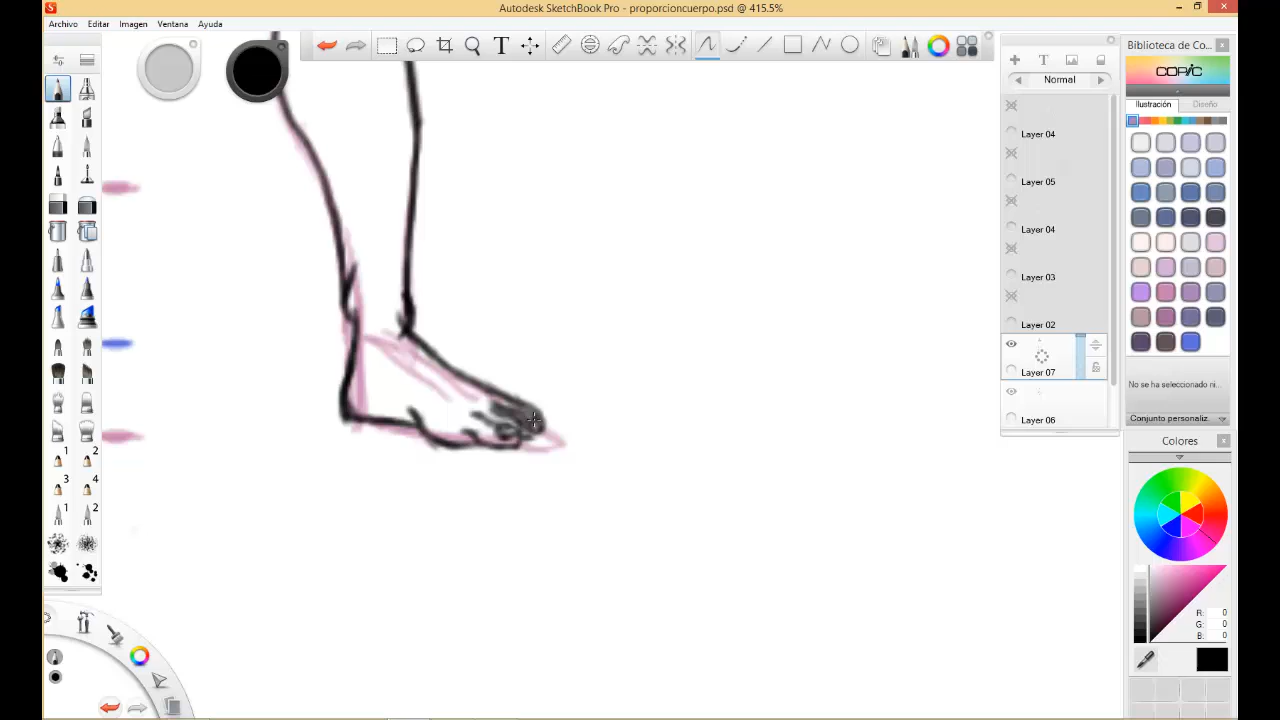 Autodesk SketchBook Pro - proporcioncuerpo.psd @ 415.5%
Archivo Editar Imagen Ventana Ayuda
T
T
Normal
Layer 04
Layer 05
Layer 04
Layer 03
Layer 02
Layer 07
Layer 06
1 2
3 4
1 2
Biblioteca de Co...
COPIC
Ilustración Diseño
No se ha seleccionado ni...
Conjunto personaliz.
Colores
R: 0
G: 0
B: 0